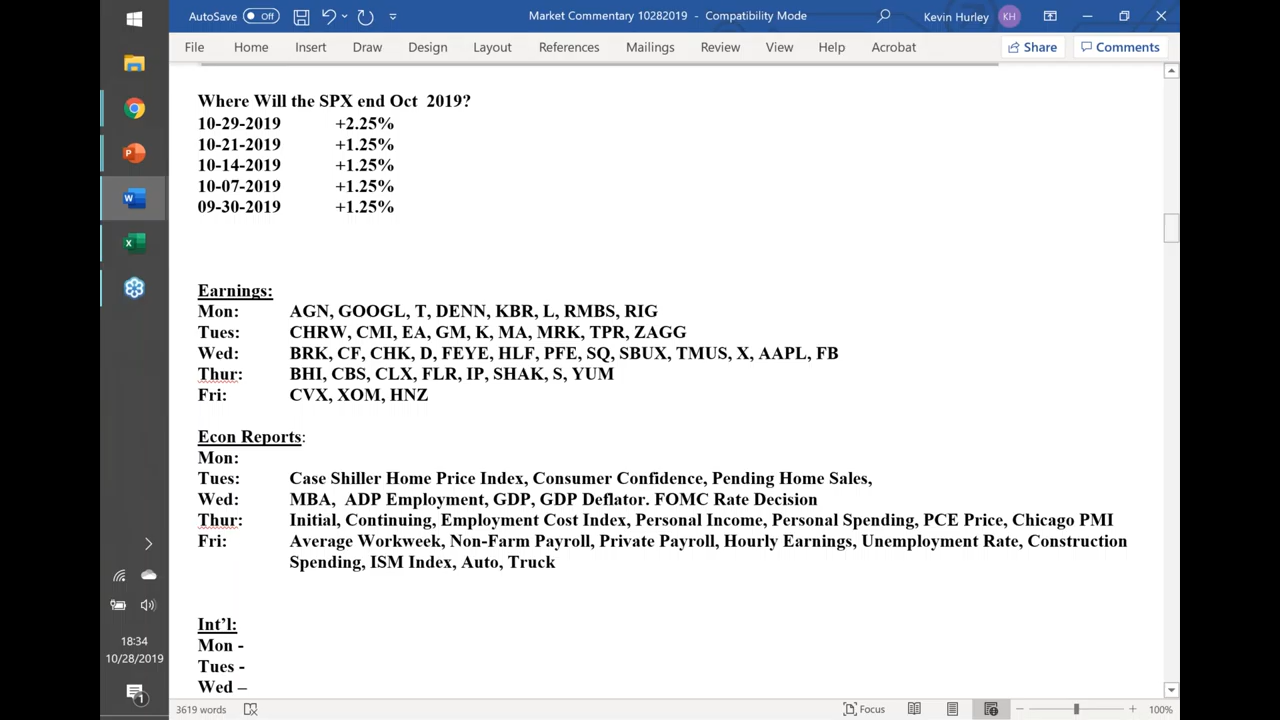 AutoSave Off Market Commentary 10282019 - Compatibility Mode Kevin Hurley KH
File Home Insert Draw Design Layout References Mailings Review View Help Acrobat Share Comments
Where Will the SPX end Oct 2019?
10-29-2019 +2.25%
10-21-2019 +1.25%
10-14-2019 +1.25%
10-07-2019 +1.25%
09-30-2019 +1.25%
Earnings:
Mon: AGN, GOOGL, T, DENN, KBR, L, RMBS, RIG
Tues: CHRW, CMI, EA, GM, K, MA, MRK, TPR, ZAGG
Wed: BRK, CF, CHK, D, FEYE, HLF, PFE, SQ, SBUX, TMUS, X, AAPL, FB
Thur: BHI, CBS, CLX, FLR, IP, SHAK, S, YUM
Fri: CVX, XOM, HNZ
Econ Reports:
Mon:
Tues: Case Shiller Home Price Index, Consumer Confidence, Pending Home Sales,
Wed: MBA, ADP Employment, GDP, GDP Deflator. FOMC Rate Decision
Thur: Initial, Continuing, Employment Cost Index, Personal Income, Personal Spending, PCE Price, Chicago PMI
Fri: Average Workweek, Non-Farm Payroll, Private Payroll, Hourly Earnings, Unemployment Rate, Construction
Spending, ISM Index, Auto, Truck
Int'l:
Mon -
Tues -
Wed –
18:34
10/28/2019
1
3619 words Focus 100%